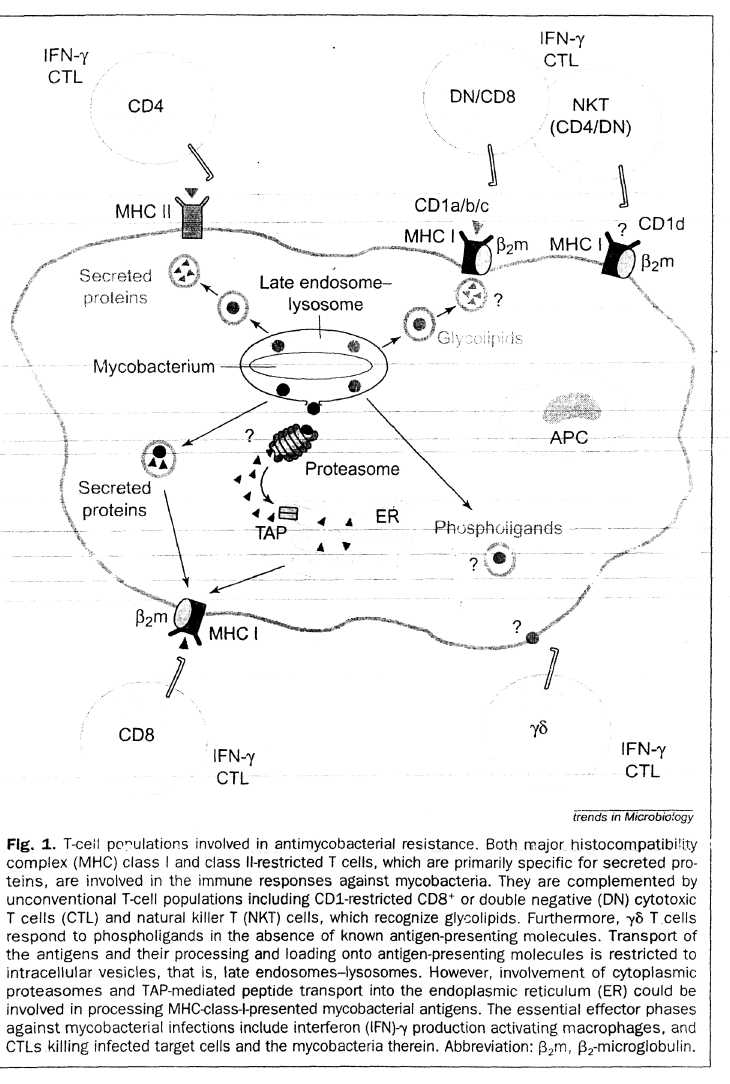 IFN-γ
CTL
CD4
IFN-γ
CTL
DN/CD8
NKT
(CD4/DN)
MHC II
CD1a/b/c
MHC I
β₂m
? CD1d
MHC I
β₂m
Secreted
proteins
Late endosome–
lysosome
?
Glycolipids
Mycobacterium
APC
?
Proteasome
Secreted
proteins
TAP
ER
Phospholigands
?
β₂m
MHC I
?
CD8
IFN-γ
CTL
γδ
IFN-γ
CTL
trends in Microbiology
Fig. 1. T-cell populations involved in antimycobacterial resistance. Both major histocompatibility
complex (MHC) class I and class II-restricted T cells, which are primarily specific for secreted pro-
teins, are involved in the immune responses against mycobacteria. They are complemented by
unconventional T-cell populations including CD1-restricted CD8⁺ or double negative (DN) cytotoxic
T cells (CTL) and natural killer T (NKT) cells, which recognize glycolipids. Furthermore, γδ T cells
respond to phospholigands in the absence of known antigen-presenting molecules. Transport of
the antigens and their processing and loading onto antigen-presenting molecules is restricted to
intracellular vesicles, that is, late endosomes–lysosomes. However, involvement of cytoplasmic
proteasomes and TAP-mediated peptide transport into the endoplasmic reticulum (ER) could be
involved in processing MHC-class-I-presented mycobacterial antigens. The essential effector phases
against mycobacterial infections include interferon (IFN)-γ production activating macrophages, and
CTLs killing infected target cells and the mycobacteria therein. Abbreviation: β₂m, β₂-microglobulin.